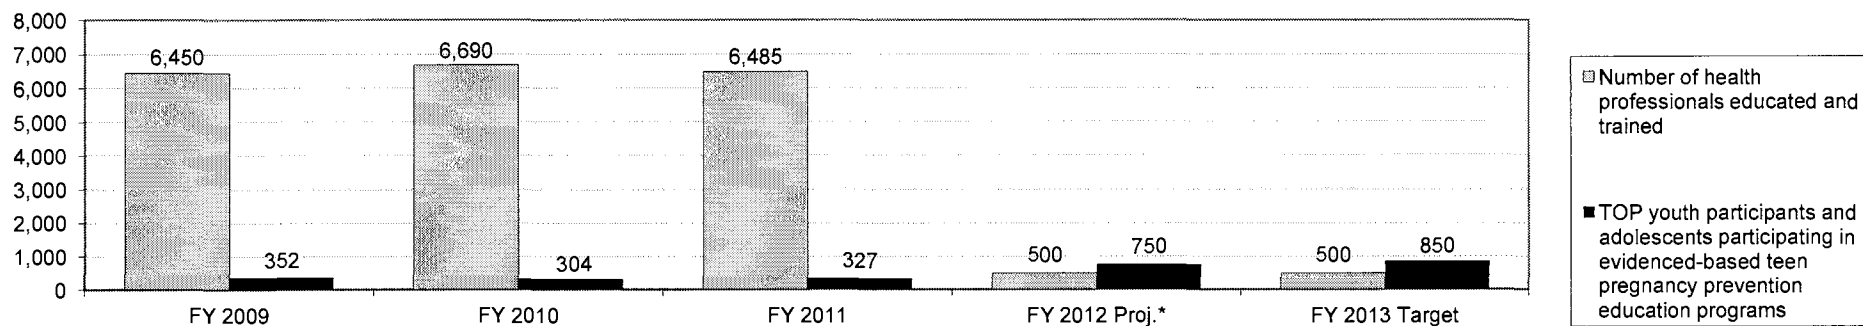 8,000
7,000
6,000
5,000
4,000
3,000
2,000
1,000
0
6,450
352
6,690
304
6,485
327
500
750
500
850
FY 2009
FY 2010
FY 2011
FY 2012 Proj.*
FY 2013 Target
Number of health
professionals educated and
trained
TOP youth participants and
adolescents participating in
evidenced-based teen
pregnancy prevention
education programs